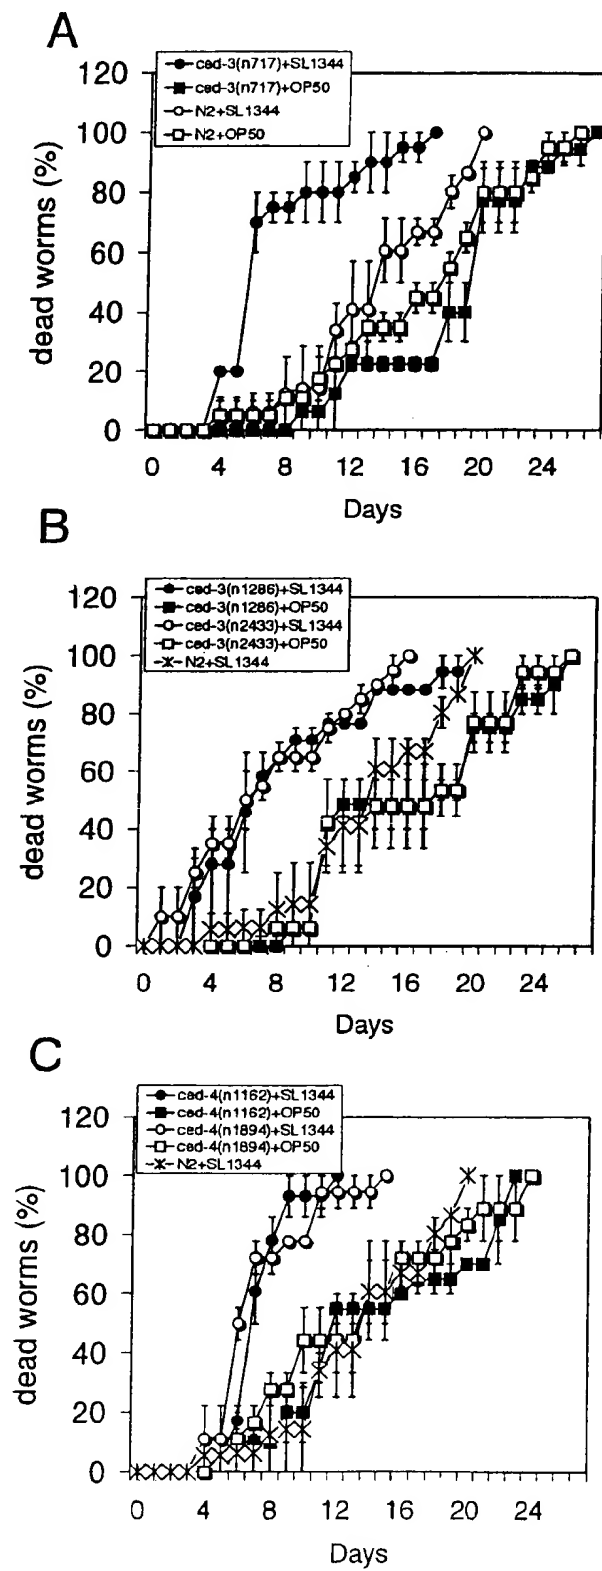 A
ced-3(n717)+SL1344
ced-3(n717)+OP50
N2+SL1344
N2+OP50
120
100
80
60
40
20
0
dead worms (%)
0 4 8 12 16 20 24
Days
B
ced-3(n1286)+SL1344
ced-3(n1286)+OP50
ced-3(n2433)+SL1344
ced-3(n2433)+OP50
N2+SL1344
120
100
80
60
40
20
0
dead worms (%)
0 4 8 12 16 20 24
Days
C
ced-4(n1162)+SL1344
ced-4(n1162)+OP50
ced-4(n1894)+SL1344
ced-4(n1894)+OP50
N2+SL1344
120
100
80
60
40
20
0
dead worms (%)
0 4 8 12 16 20 24
Days